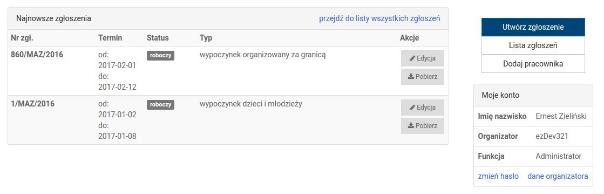 Najnowsze zgłoszenia przejdź do listy wszystkich zgłoszeń
Nr zgł. Termin Status Typ Akcje
860/MAZ/2016 od: 2017-02-01 do: 2017-02-12 roboczy wypoczynek organizowany za granicą Edycja Pobierz
1/MAZ/2016 od: 2017-01-02 do: 2017-01-08 roboczy wypoczynek dzieci i młodzieży Edycja Pobierz
Utwórz zgłoszenie
Lista zgłoszeń
Dodaj pracownika
Moje konto
Imię nazwisko Ernest Zieliński
Organizator ezDev321
Funkcja Administrator
zmień hasło dane organizatora